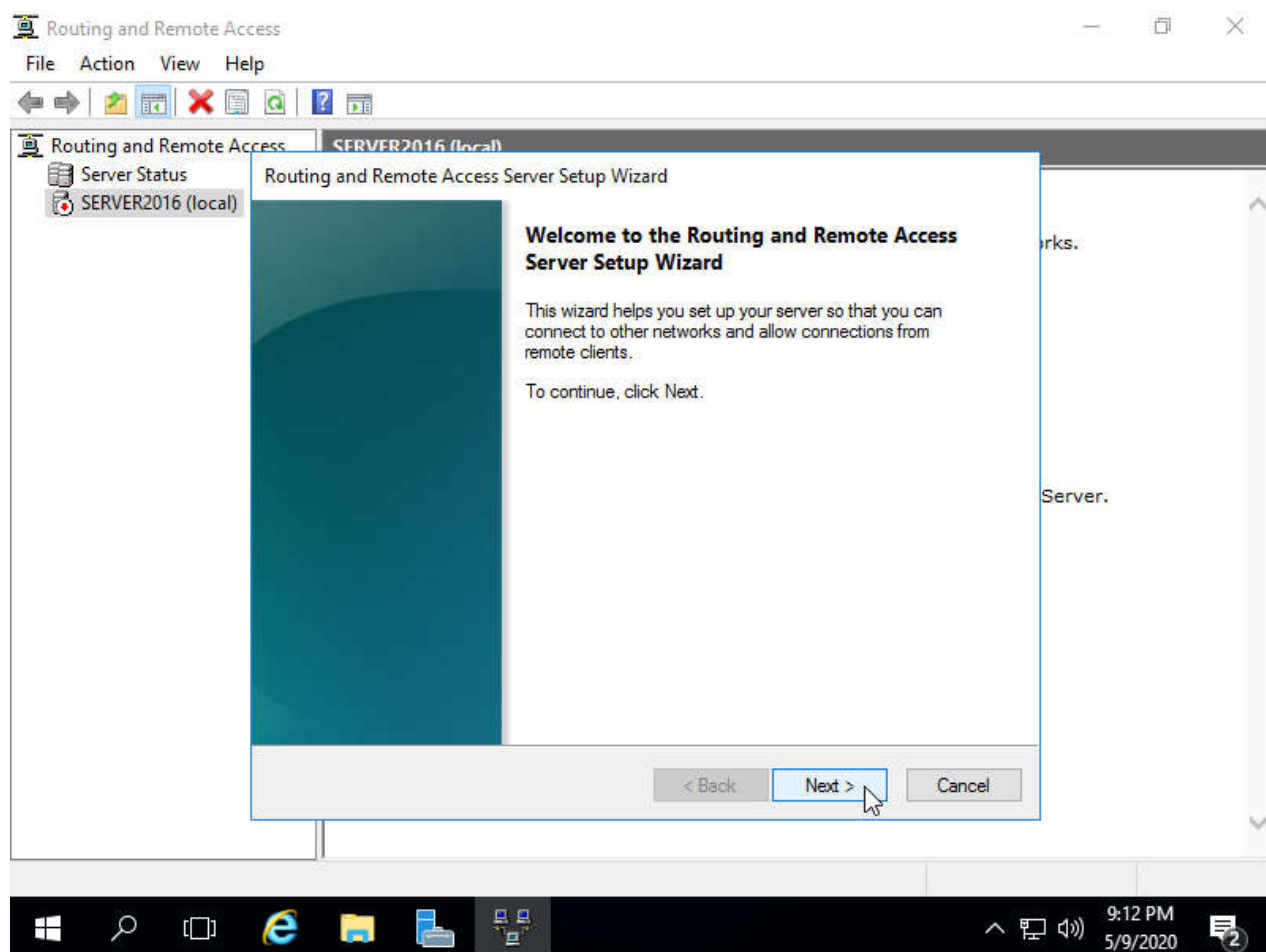 Routing and Remote Access
File Action View Help
Routing and Remote Access
Server Status
SERVER2016 (local)
SERVER2016 (local)
Routing and Remote Access Server Setup Wizard
Welcome to the Routing and Remote Access
Server Setup Wizard
This wizard helps you set up your server so that you can
connect to other networks and allow connections from
remote clients.
To continue, click Next.
rks.
Server.
< Back Next > Cancel
9:12 PM
5/9/2020
2